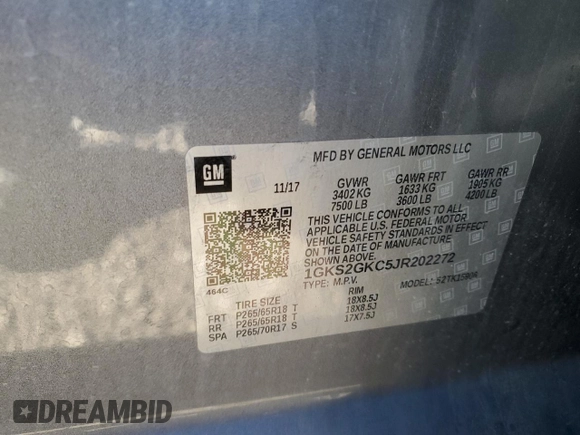 MFD BY GENERAL MOTORS LLC
GM
11/17
GVWR GAWR FRT GAWR RR
3402 KG 1633 KG 1905 KG
7500 LB 3600 LB 4200 LB
THIS VEHICLE CONFORMS TO ALL
APPLICABLE U.S. FEDERAL MOTOR
VEHICLE SAFETY STANDARDS IN EFFECT
ON THE DATE OF MANUFACTURE
SHOWN ABOVE.
1GKS2GKC5JR202272
TYPE: M.P.V. MODEL:
464C
TIRE SIZE RIM
FRT P265/65R18 T 18X8.5J
RR P265/65R18 T 18X8.5J
SPA P265/70R17 S 17X7.5J
DREAMBID